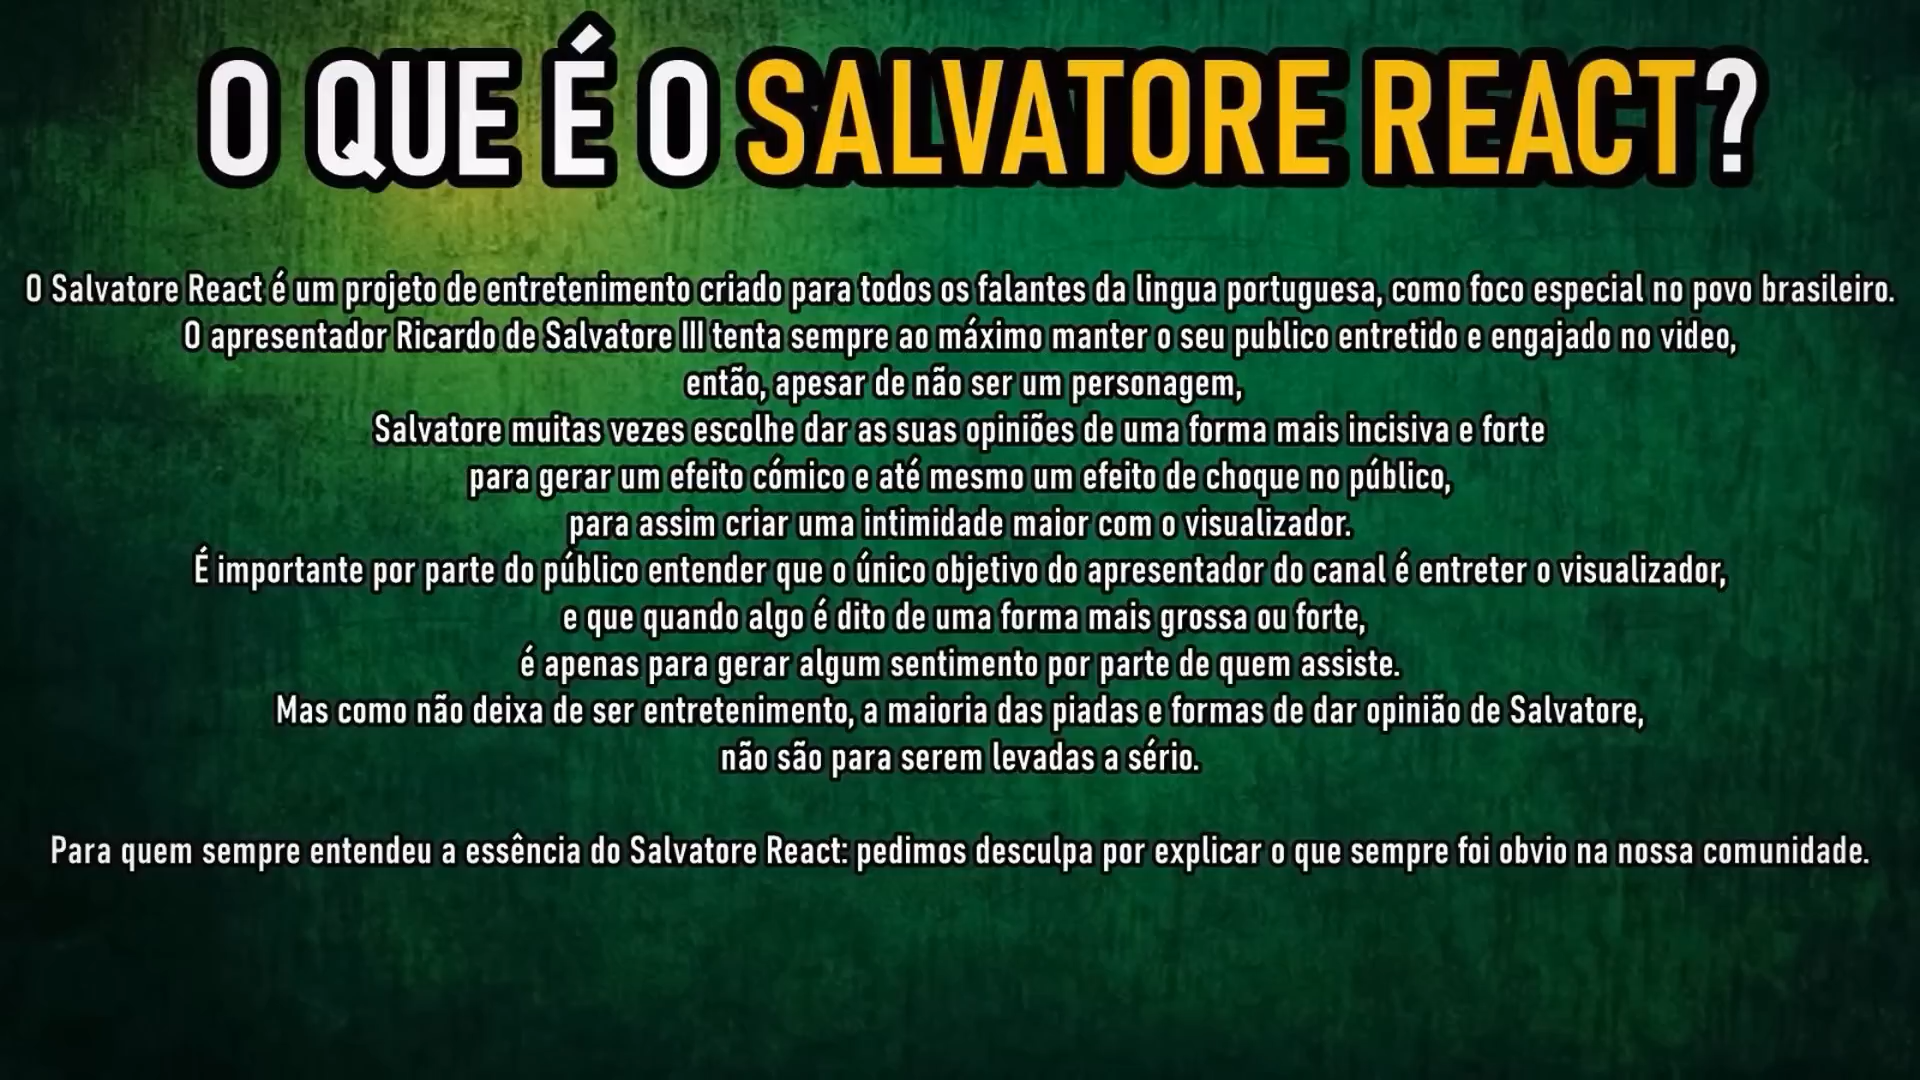 O QUE É O SALVATORE REACT?
O Salvatore React é um projeto de entretenimento criado para todos os falantes da lingua portuguesa, como foco especial no povo brasileiro.
O apresentador Ricardo de Salvatore III tenta sempre ao máximo manter o seu publico entretido e engajado no video,
então, apesar de não ser um personagem,
Salvatore muitas vezes escolhe dar as suas opiniões de uma forma mais incisiva e forte
para gerar um efeito cómico e até mesmo um efeito de choque no público,
para assim criar uma intimidade maior com o visualizador.
É importante por parte do público entender que o único objetivo do apresentador do canal é entreter o visualizador,
e que quando algo é dito de uma forma mais grossa ou forte,
é apenas para gerar algum sentimento por parte de quem assiste.
Mas como não deixa de ser entretenimento, a maioria das piadas e formas de dar opinião de Salvatore,
não são para serem levadas a sério.
Para quem sempre entendeu a essência do Salvatore React: pedimos desculpa por explicar o que sempre foi obvio na nossa comunidade.